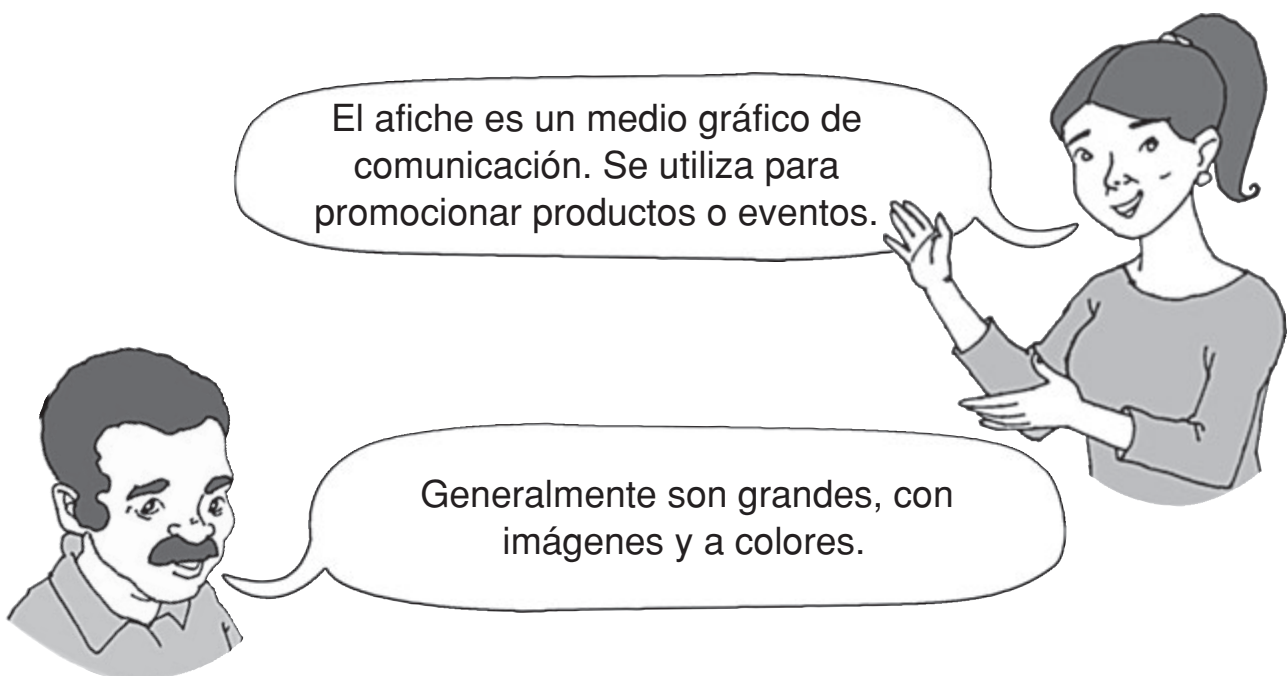 El afiche es un medio gráfico de
comunicación. Se utiliza para
promocionar productos o eventos.
Generalmente son grandes, con
imágenes y a colores.